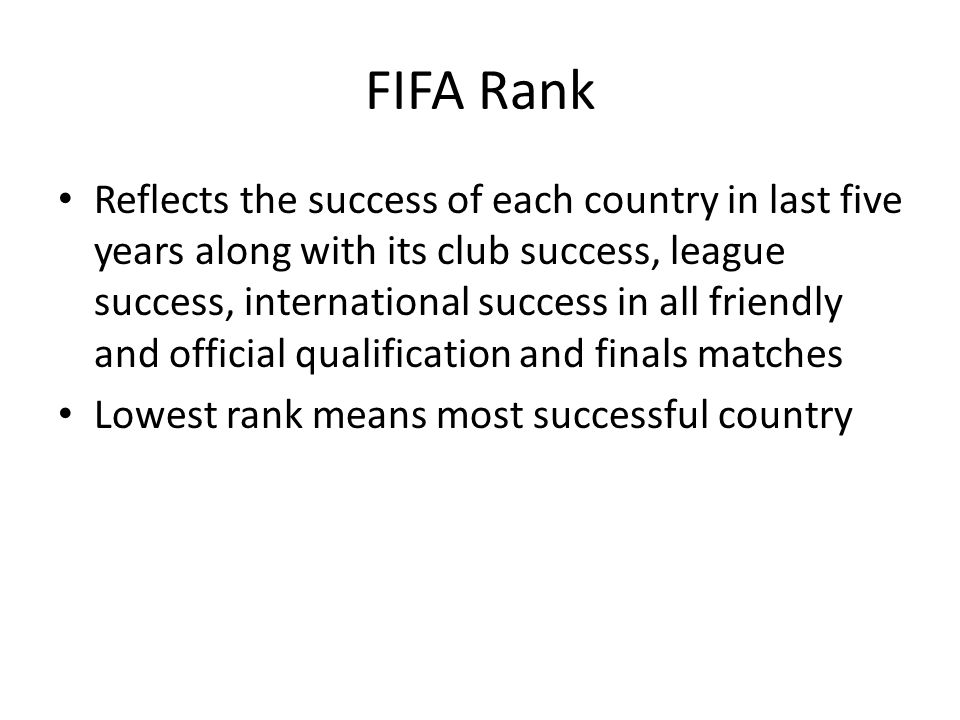 FIFA Rank
• Reflects the success of each country in last five
years along with its club success, league
success, international success in all friendly
and official qualification and finals matches
• Lowest rank means most successful country